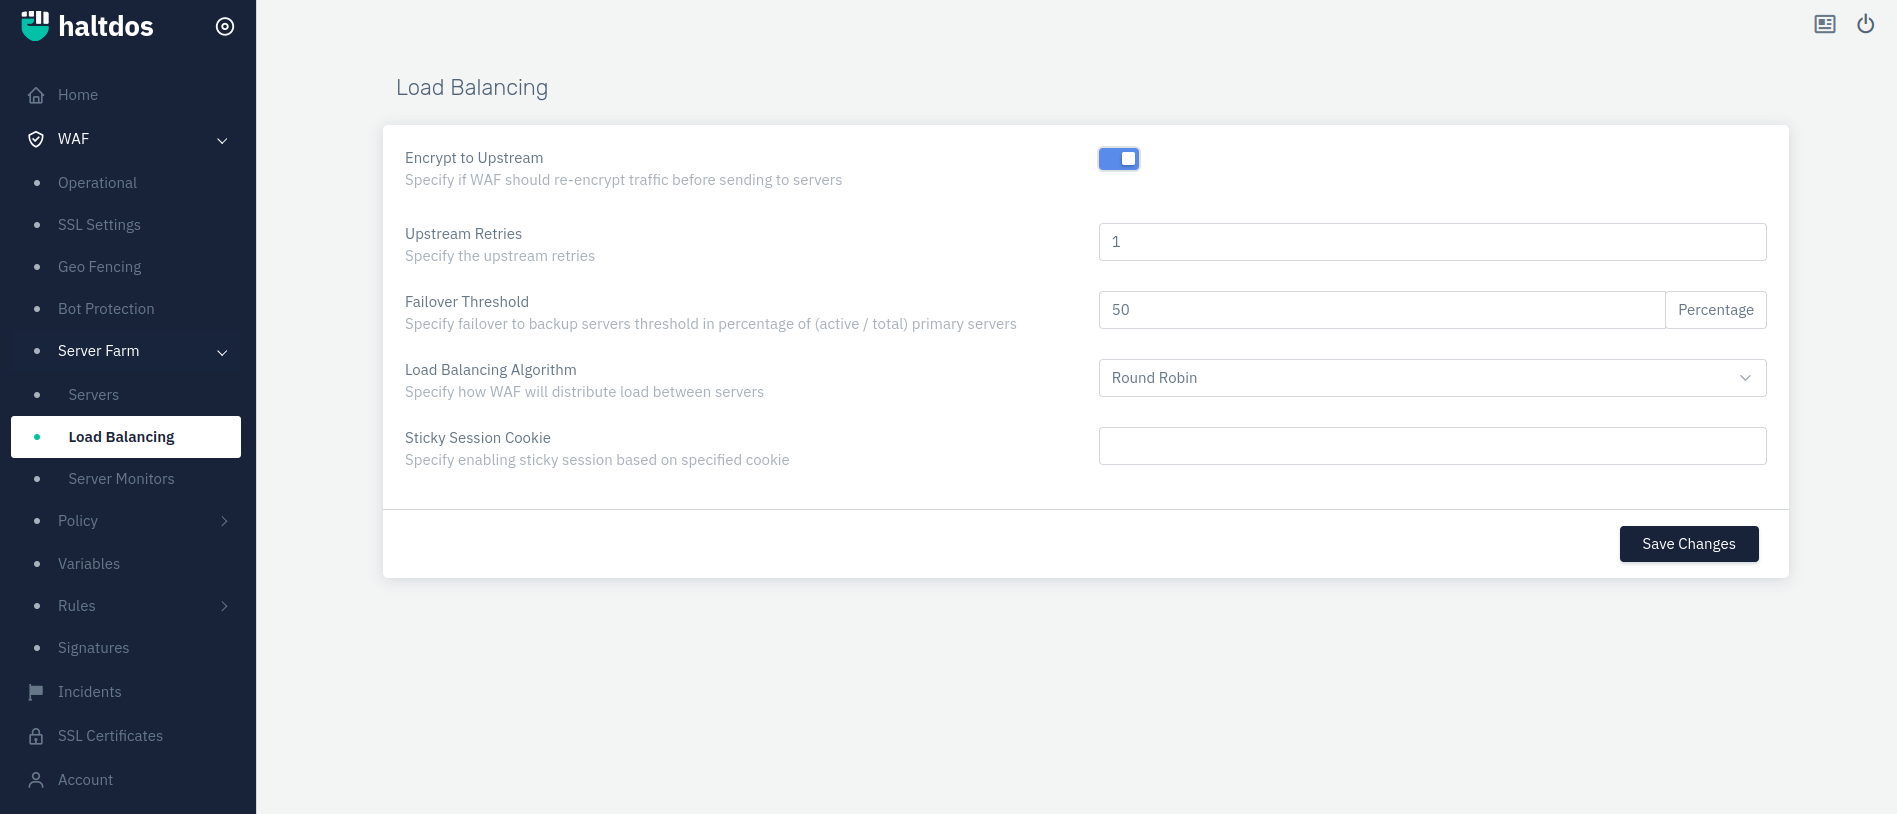 haltdos
Home
WAF
Operational
SSL Settings
Geo Fencing
Bot Protection
Server Farm
Servers
Load Balancing
Server Monitors
Policy
Variables
Rules
Signatures
Incidents
SSL Certificates
Account
Load Balancing
Encrypt to Upstream
Specify if WAF should re-encrypt traffic before sending to servers
Upstream Retries
Specify the upstream retries
1
Failover Threshold
Specify failover to backup servers threshold in percentage of (active / total) primary servers
50 Percentage
Load Balancing Algorithm
Specify how WAF will distribute load between servers
Round Robin
Sticky Session Cookie
Specify enabling sticky session based on specified cookie
Save Changes